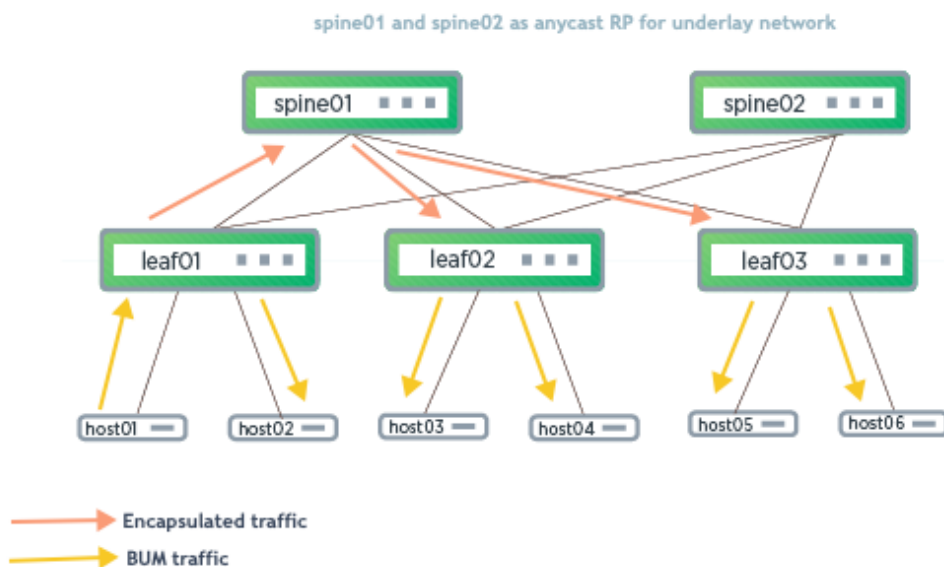 spine01 and spine02 as anycast RP for underlay network
spine01
spine02
leaf01
leaf02
leaf03
host01
host02
host03
host04
host05
host06
Encapsulated traffic
BUM traffic